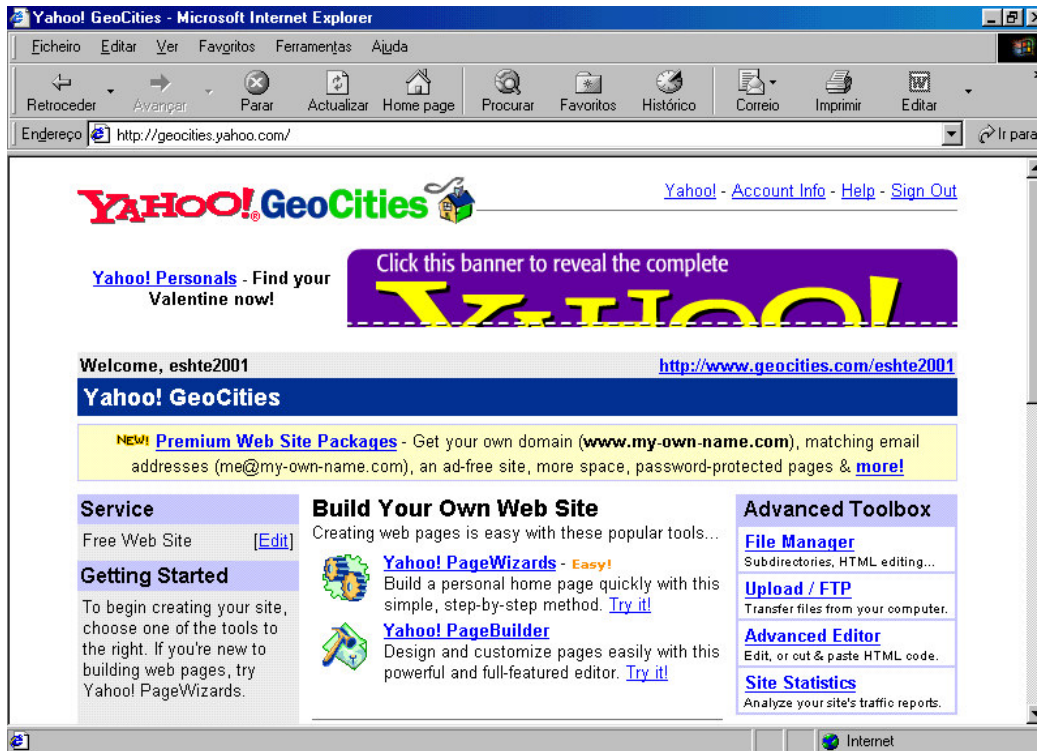 Yahoo! GeoCities - Microsoft Internet Explorer
Ficheiro Editar Ver Favoritos Ferramentas Ajuda
Retroceder Avançar Parar Actualizar Home page Procurar Favoritos Histórico Correio Imprimir Editar
Endereço http://geocities.yahoo.com/ Ir para
YAHOO!® GeoCities
Yahoo! - Account Info - Help - Sign Out
Yahoo! Personals - Find your
Valentine now!
Click this banner to reveal the complete
YAHOO!
Welcome, eshte2001 http://www.geocities.com/eshte2001
Yahoo! GeoCities
NEW! Premium Web Site Packages - Get your own domain (www.my-own-name.com), matching email
addresses (me@my-own-name.com), an ad-free site, more space, password-protected pages & more!
Service
Free Web Site [Edit]
Getting Started
To begin creating your site,
choose one of the tools to
the right. If you're new to
building web pages, try
Yahoo! PageWizards.
Build Your Own Web Site
Creating web pages is easy with these popular tools...
Yahoo! PageWizards - Easy!
Build a personal home page quickly with this
simple, step-by-step method. Try it!
Yahoo! PageBuilder
Design and customize pages easily with this
powerful and full-featured editor. Try it!
Advanced Toolbox
File Manager
Subdirectories, HTML editing...
Upload / FTP
Transfer files from your computer.
Advanced Editor
Edit, or cut & paste HTML code.
Site Statistics
Analyze your site's traffic reports.
Internet